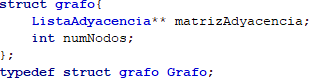 struct grafo{
    ListaAdyacencia** matrizAdyacencia;
    int numNodos;
};
typedef struct grafo Grafo;